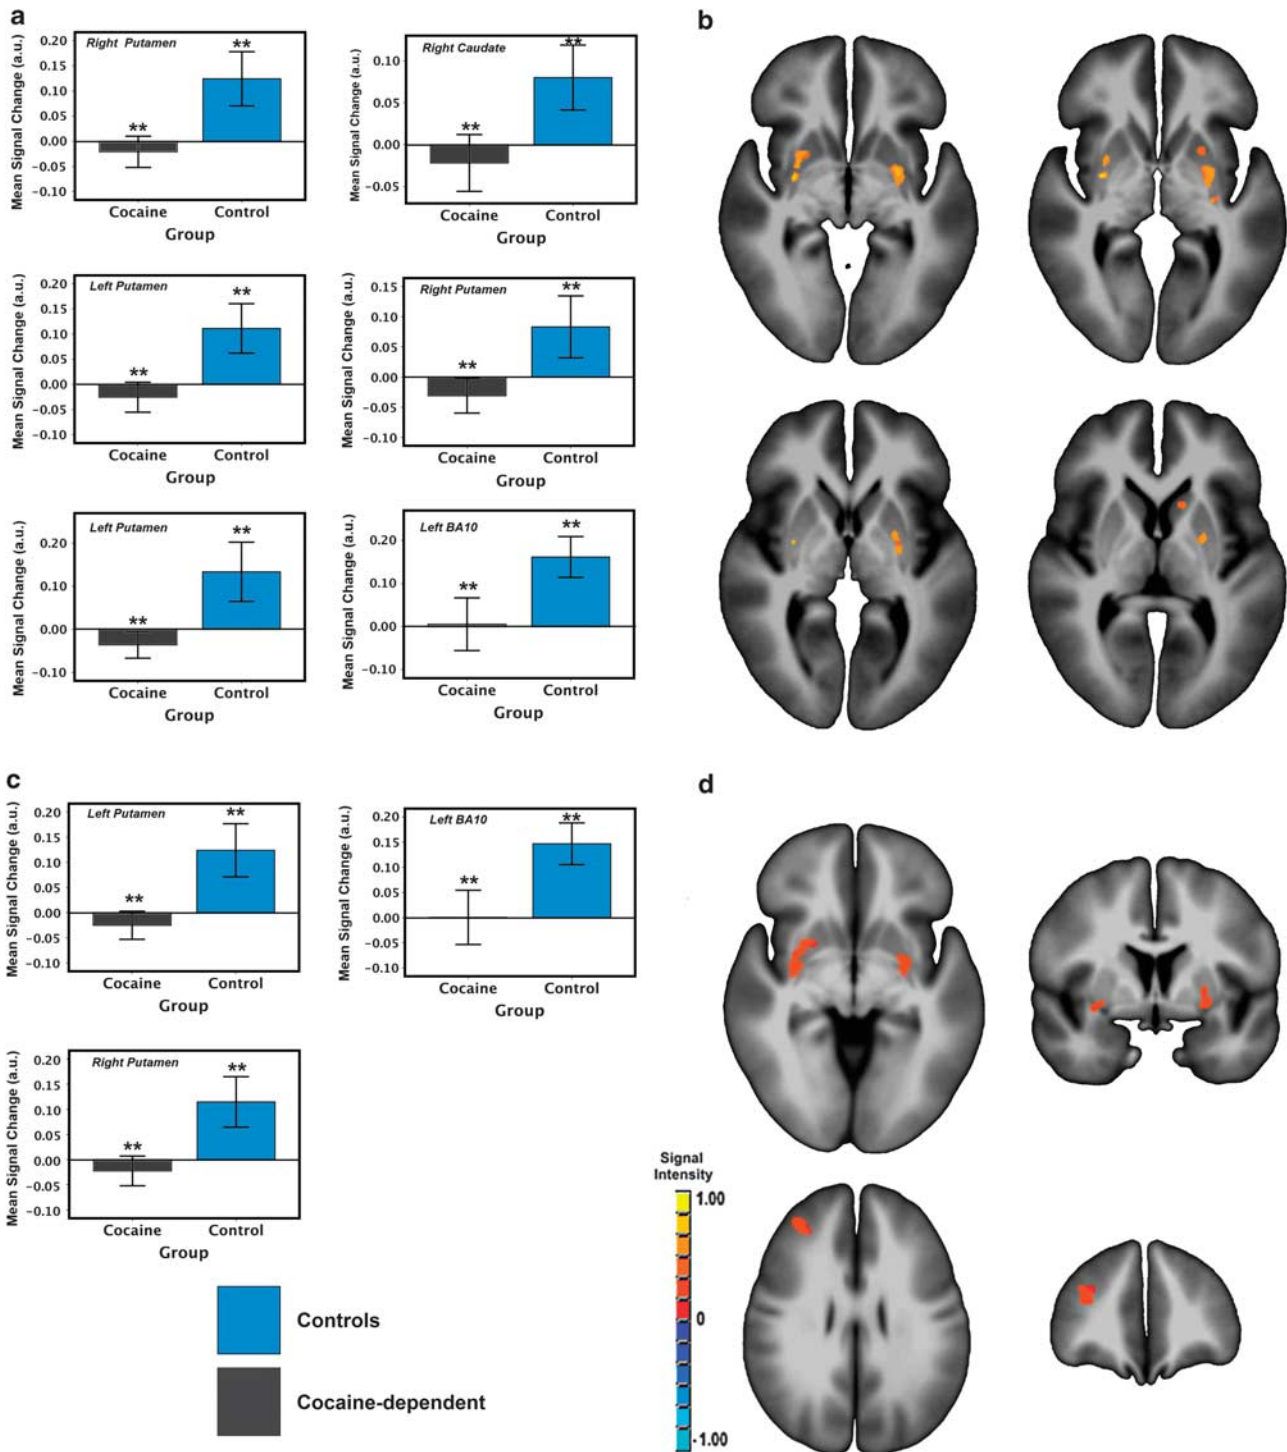 a
Right Putamen
**
**
Mean Signal Change (a.u.)
0.20
0.15
0.10
0.05
0.00
−0.05
−0.10
Cocaine
Control
Group
Right Caudate
**
**
Mean Signal Change (a.u.)
0.10
0.05
0.00
−0.05
Cocaine
Control
Group
Left Putamen
**
**
Mean Signal Change (a.u.)
0.20
0.15
0.10
0.05
0.00
−0.05
−0.10
Cocaine
Control
Group
Right Putamen
**
**
Mean Signal Change (a.u.)
0.15
0.10
0.05
0.00
−0.05
−0.10
Cocaine
Control
Group
Left Putamen
**
**
Mean Signal Change (a.u.)
0.20
0.10
0.00
−0.10
Cocaine
Control
Group
Left BA10
**
**
Mean Signal Change (a.u.)
0.20
0.10
0.00
−0.10
Cocaine
Control
Group
b
c
Left Putamen
**
**
Mean Signal Change (a.u.)
0.20
0.15
0.10
0.05
0.00
−0.05
−0.10
Cocaine
Control
Group
Left BA10
**
**
Mean Signal Change (a.u.)
0.20
0.15
0.10
0.05
0.00
−0.05
−0.10
Cocaine
Control
Group
Right Putamen
**
**
Mean Signal Change (a.u.)
0.20
0.15
0.10
0.05
0.00
−0.05
−0.10
Cocaine
Control
Group
Controls
Cocaine-dependent
d
Signal
Intensity
1.00
0
-1.00